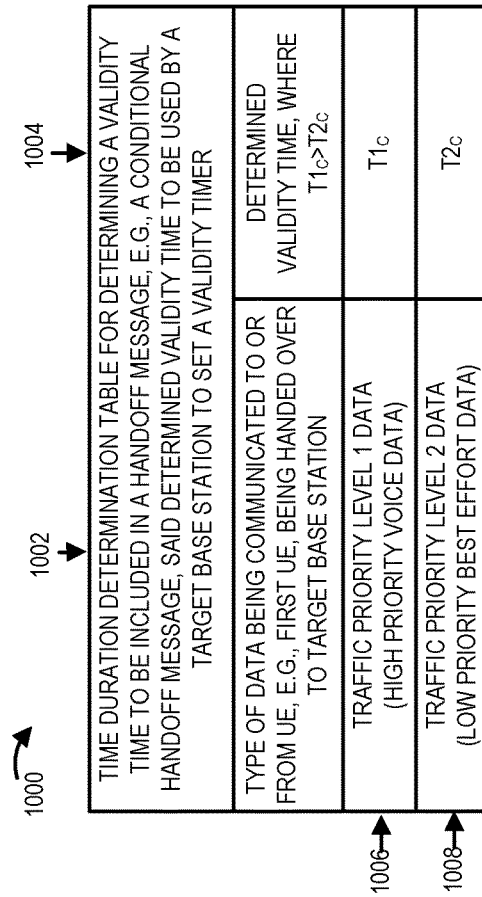 1000
1002
1004
TIME DURATION DETERMINATION TABLE FOR DETERMINING A VALIDITY
TIME TO BE INCLUDED IN A HANDOFF MESSAGE, E.G., A CONDITIONAL
HANDOFF MESSAGE, SAID DETERMINED VALIDITY TIME TO BE USED BY A
TARGET BASE STATION TO SET A VALIDITY TIMER
TYPE OF DATA BEING COMMUNICATED TO OR
FROM UE, E.G., FIRST UE, BEING HANDED OVER
TO TARGET BASE STATION
DETERMINED
VALIDITY TIME, WHERE
T1C>T2C
1006
TRAFFIC PRIORITY LEVEL 1 DATA
(HIGH PRIORITY VOICE DATA)
T1C
1008
TRAFFIC PRIORITY LEVEL 2 DATA
(LOW PRIORITY BEST EFFORT DATA)
T2C